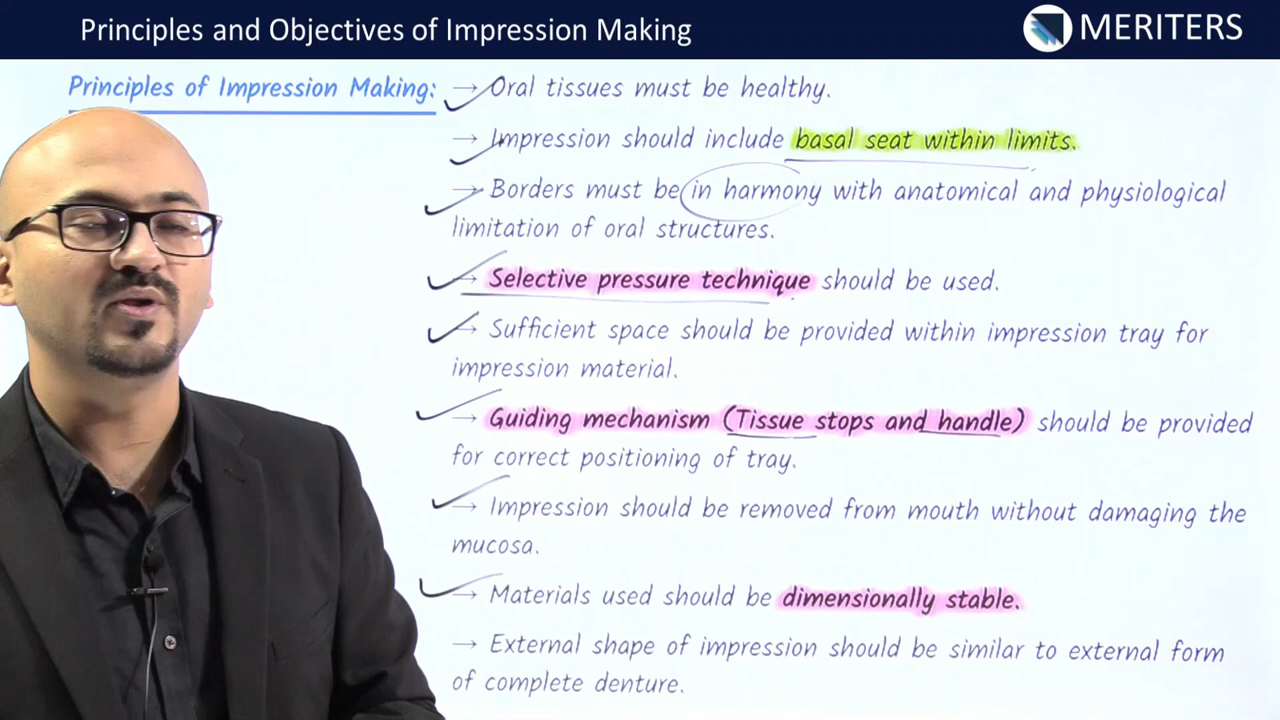 Principles and Objectives of Impression Making
MERITERS
Principles of Impression Making:
→ Oral tissues must be healthy.
→ Impression should include basal seat within limits.
→ Borders must be in harmony with anatomical and physiological
limitation of oral structures.
→ Selective pressure technique should be used.
→ Sufficient space should be provided within impression tray for
impression material.
→ Guiding mechanism (Tissue stops and handle) should be provided
for correct positioning of tray.
→ Impression should be removed from mouth without damaging the
mucosa.
→ Materials used should be dimensionally stable.
→ External shape of impression should be similar to external form
of complete denture.